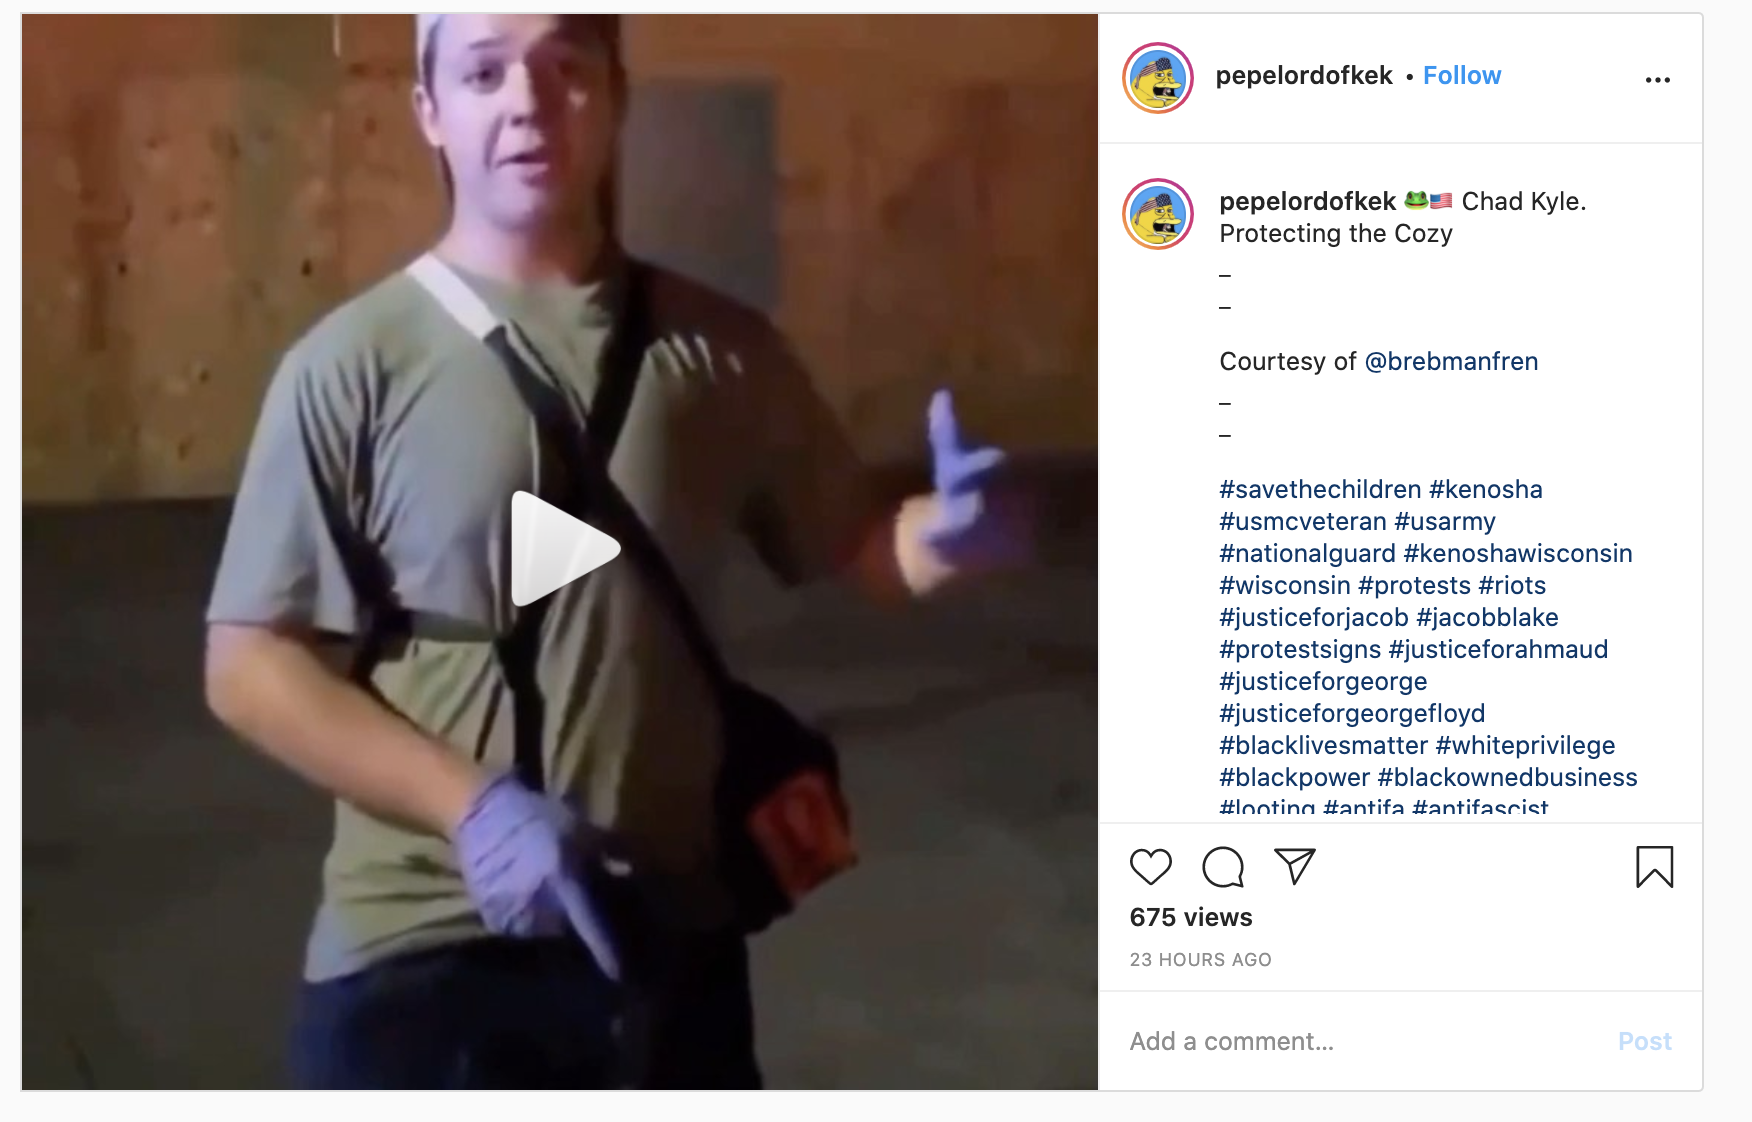 pepelordofkek • Follow
pepelordofkek 🐸🇺🇸 Chad Kyle.
Protecting the Cozy
–
–
Courtesy of @brebmanfren
–
–
#savethechildren #kenosha
#usmcveteran #usarmy
#nationalguard #kenoshawisconsin
#wisconsin #protests #riots
#justiceforjacob #jacobblake
#protestsigns #justiceforahmaud
#justiceforgeorge
#justiceforgeorgefloyd
#blacklivesmatter #whiteprivilege
#blackpower #blackownedbusiness
#looting #antifa #antifascist
675 views
23 HOURS AGO
Add a comment... Post